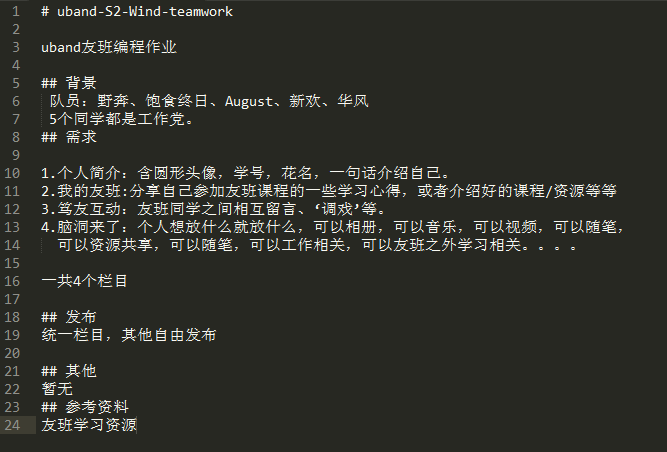 1 # uband-S2-Wind-teamwork
2
3 uband友班编程作业
4
5 ## 背景
6 队员：野奔、饱食终日、August、新欢、华风
7 5个同学都是工作党。
8 ## 需求
9
10 1.个人简介：含圆形头像，学号，花名，一句话介绍自己。
11 2.我的友班:分享自己参加友班课程的一些学习心得，或者介绍好的课程/资源等等
12 3.笃友互动：友班同学之间相互留言、‘调戏’等。
13 4.脑洞来了：个人想放什么就放什么，可以相册，可以音乐，可以视频，可以随笔，
14 可以资源共享，可以随笔，可以工作相关，可以友班之外学习相关。。。。
15
16 一共4个栏目
17
18 ## 发布
19 统一栏目，其他自由发布
20
21 ## 其他
22 暂无
23 ## 参考资料
24 友班学习资源